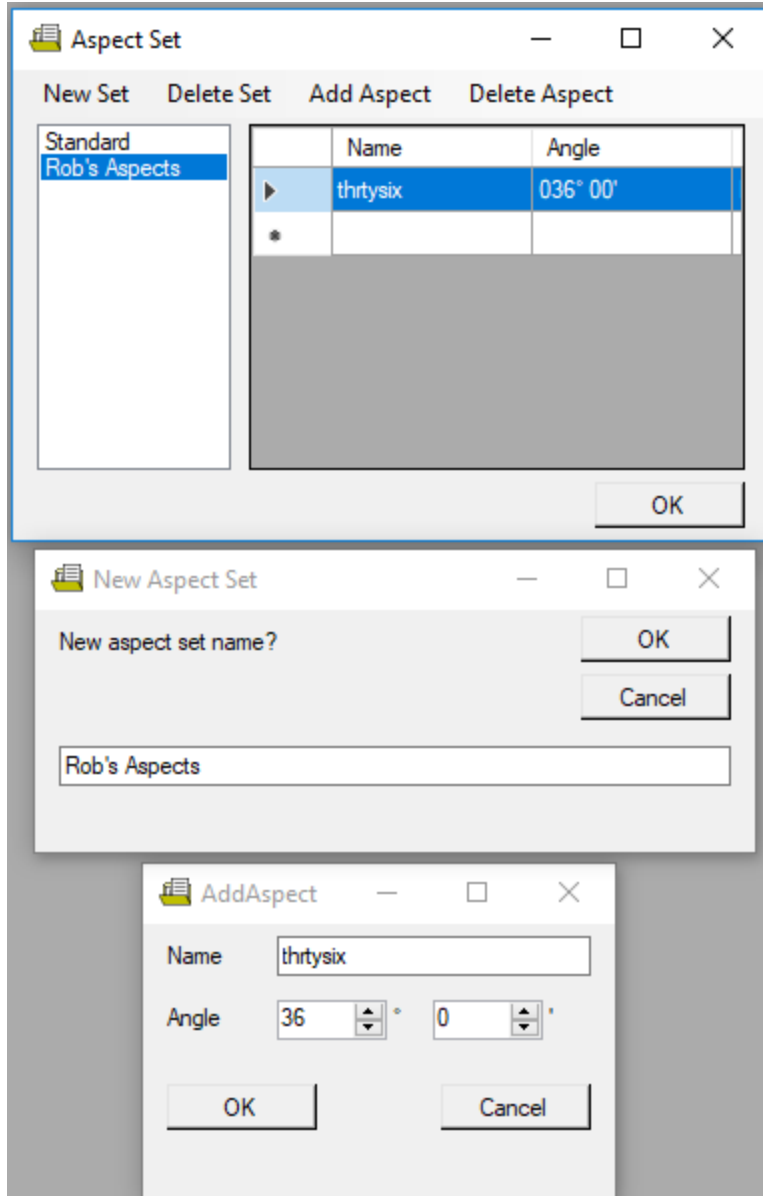 Aspect Set
New Set Delete Set Add Aspect Delete Aspect
Standard
Rob's Aspects
Name Angle
thrtysix 036° 00'
OK
New Aspect Set
New aspect set name?
OK
Cancel
Rob's Aspects
AddAspect
Name thrtysix
Angle 36 ° 0 '
OK Cancel